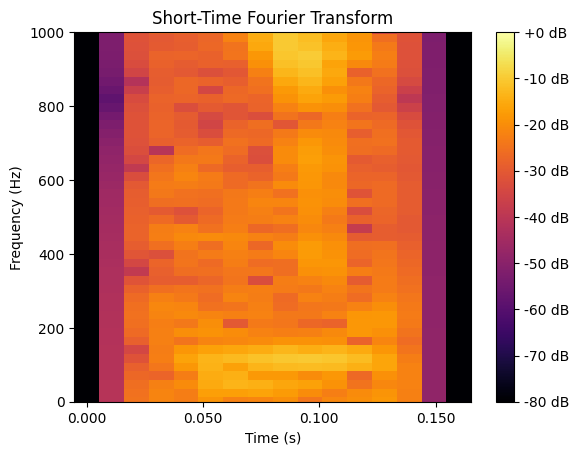 Short-Time Fourier Transform
1000
800
600
400
200
0
Frequency (Hz)
0.000
0.050
0.100
0.150
Time (s)
+0 dB
-10 dB
-20 dB
-30 dB
-40 dB
-50 dB
-60 dB
-70 dB
-80 dB